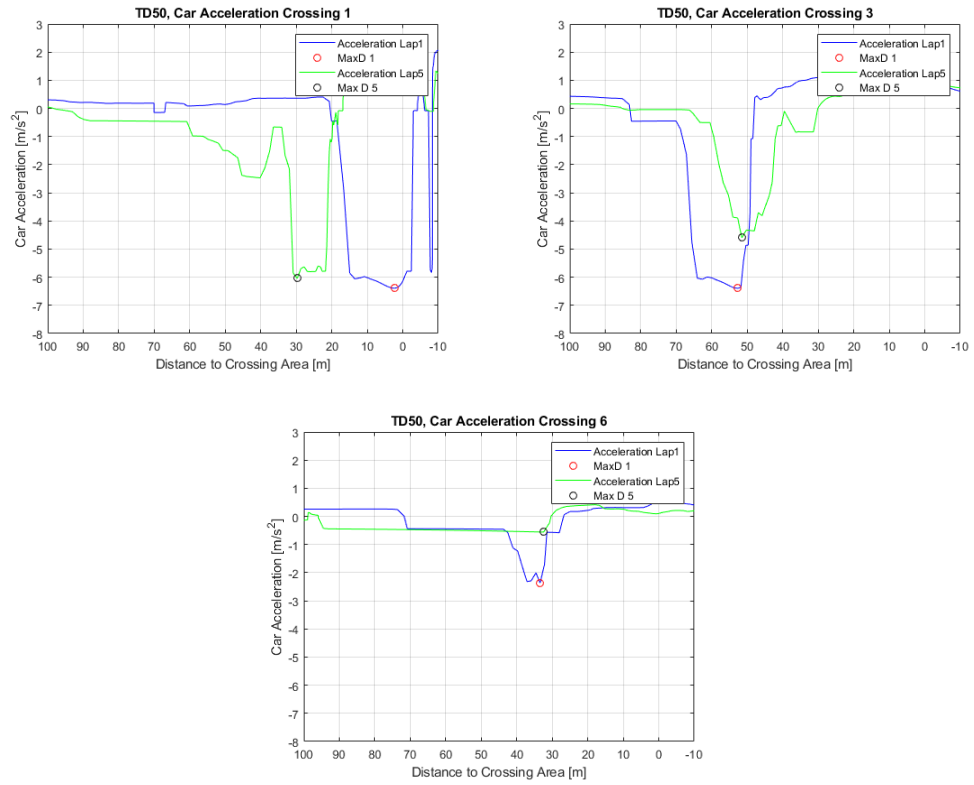 TD50, Car Acceleration Crossing 1
3
2
1
0
-1
-2
-3
-4
-5
-6
-7
-8
Car Acceleration [m/s²]
Acceleration Lap1
MaxD 1
Acceleration Lap5
Max D 5
100 90 80 70 60 50 40 30 20 10 0 -10
Distance to Crossing Area [m]
TD50, Car Acceleration Crossing 3
3
2
1
0
-1
-2
-3
-4
-5
-6
-7
-8
Car Acceleration [m/s²]
Acceleration Lap1
MaxD 1
Acceleration Lap5
Max D 5
100 90 80 70 60 50 40 30 20 10 0 -10
Distance to Crossing Area [m]
TD50, Car Acceleration Crossing 6
3
2
1
0
-1
-2
-3
-4
-5
-6
-7
-8
Car Acceleration [m/s²]
Acceleration Lap1
MaxD 1
Acceleration Lap5
Max D 5
100 90 80 70 60 50 40 30 20 10 0 -10
Distance to Crossing Area [m]